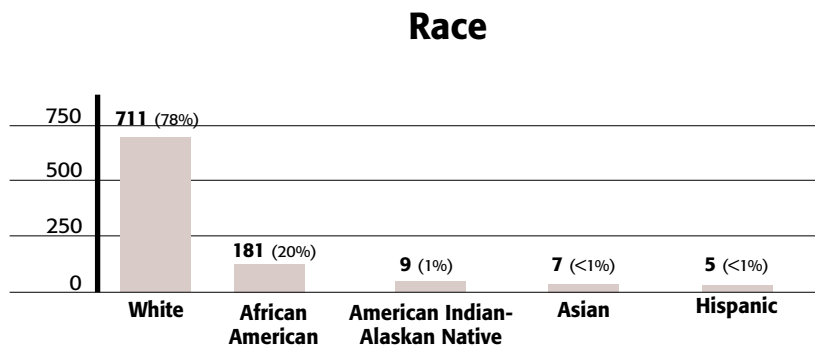 Race
750
500
250
0
711 (78%)
181 (20%)
9 (1%)
7 (<1%)
5 (<1%)
White
African
American
American Indian-
Alaskan Native
Asian
Hispanic